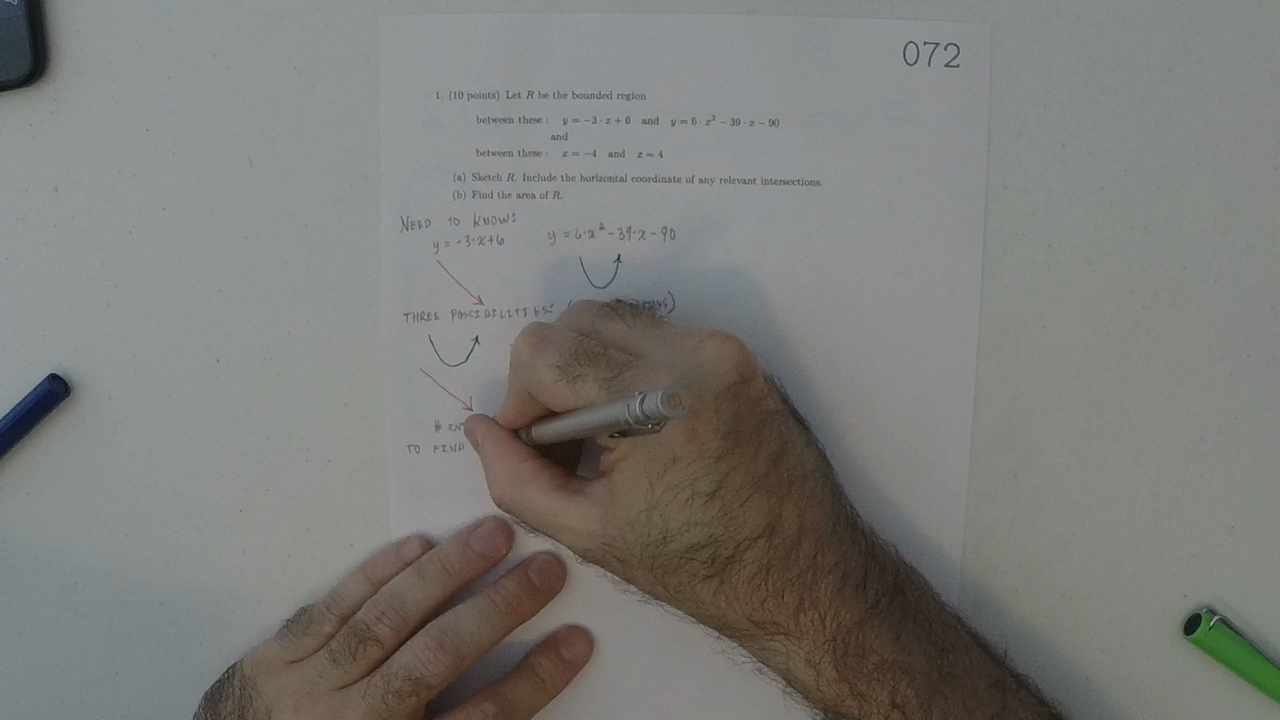 072
1. (10 points) Let R be the bounded region
between these : y = −3 · x + 6 and y = 6 · x² − 39 · x − 90
and
between these : x = −4 and x = 4
(a) Sketch R. Include the horizontal coordinate of any relevant intersections.
(b) Find the area of R.
NEED TO KNOW:
y = -3·x+6 y = 6·x²-39·x-90
THREE POSSIBILITIES: (
#
TO FIND